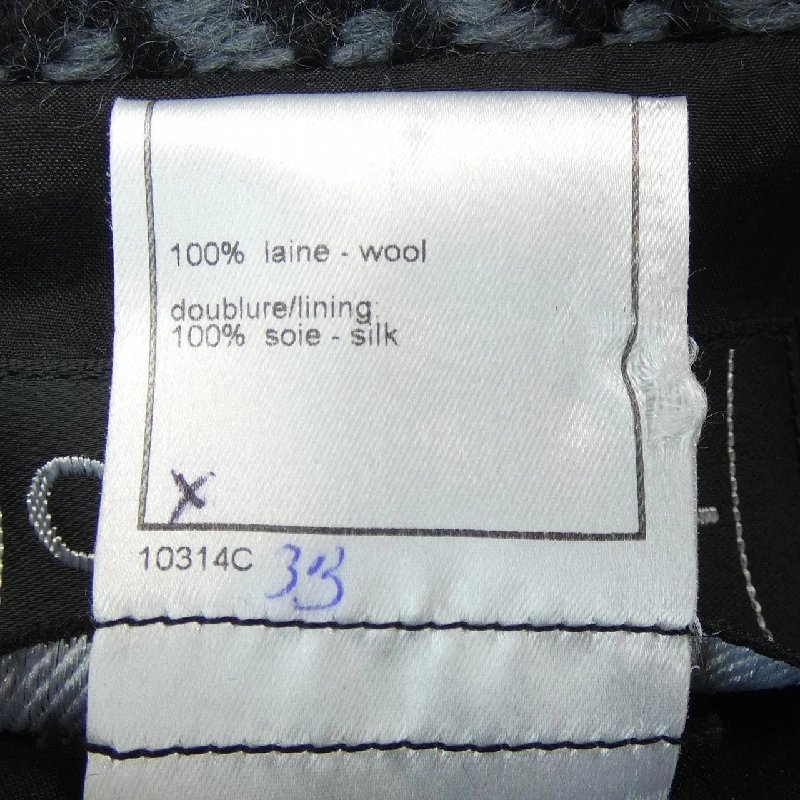 100% laine - wool
doublure/lining:
100% soie - silk
X
10314C 33